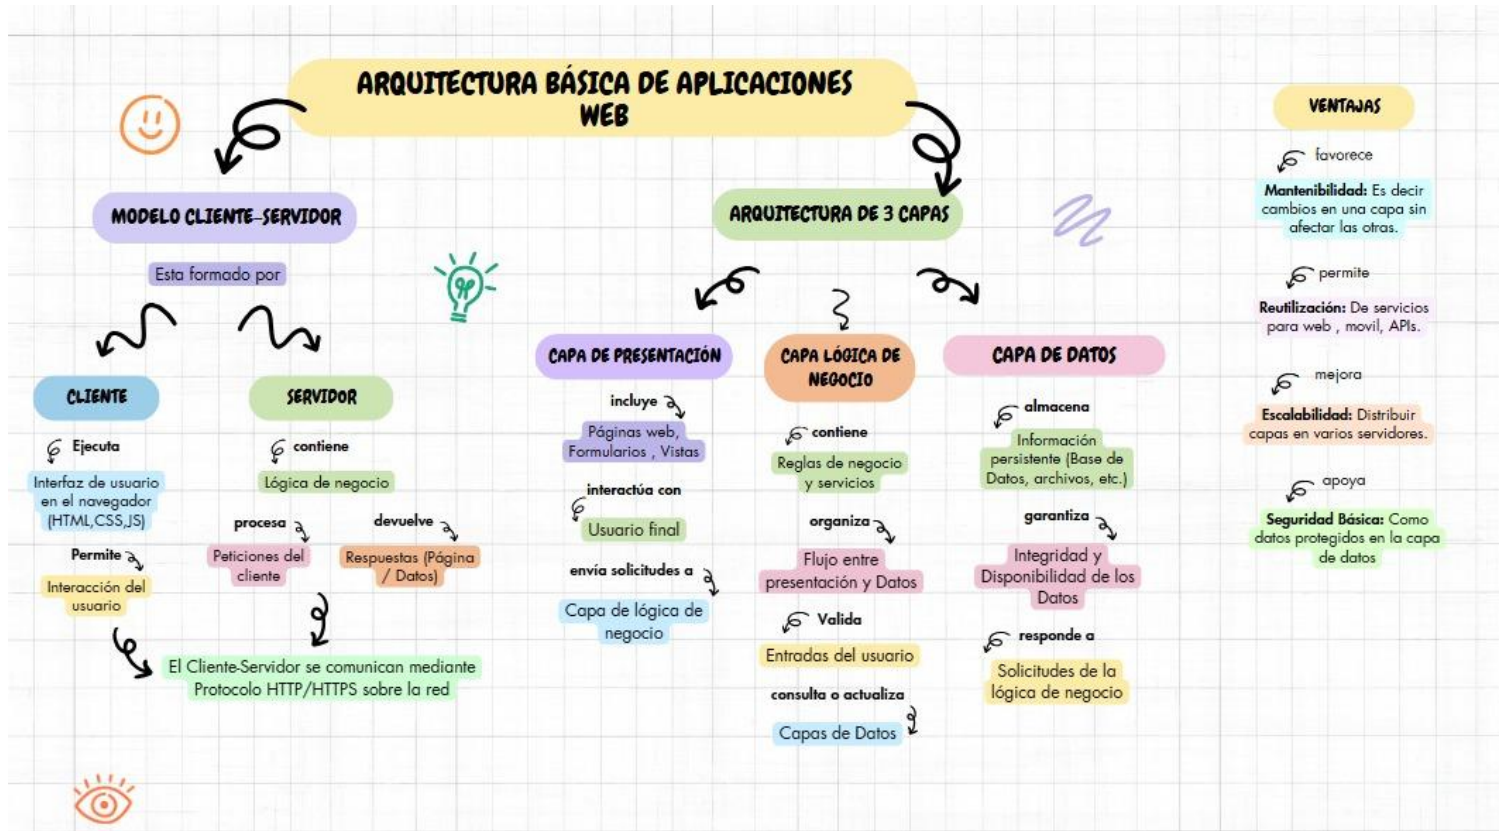 ARQUITECTURA BÁSICA DE APLICACIONES
WEB
MODELO CLIENTE-SERVIDOR
Esta formado por
CLIENTE
Ejecuta
Interfaz de usuario
en el navegador
(HTML,CSS,JS)
Permite
Interacción del
usuario
SERVIDOR
contiene
Lógica de negocio
procesa
Peticiones del
cliente
devuelve
Respuestas (Página
/ Datos)
El Cliente-Servidor se comunican mediante
Protocolo HTTP/HTTPS sobre la red
ARQUITECTURA DE 3 CAPAS
CAPA DE PRESENTACIÓN
incluye
Páginas web,
Formularios , Vistas
interactúa con
Usuario final
envía solicitudes a
Capa de lógica de
negocio
CAPA LÓGICA DE
NEGOCIO
contiene
Reglas de negocio
y servicios
organiza
Flujo entre
presentación y Datos
Valida
Entradas del usuario
consulta o actualiza
Capas de Datos
CAPA DE DATOS
almacena
Información
persistente (Base de
Datos, archivos, etc.)
garantiza
Integridad y
Disponibilidad de los
Datos
responde a
Solicitudes de la
lógica de negocio
VENTAJAS
favorece
Mantenibilidad: Es decir
cambios en una capa sin
afectar las otras.
permite
Reutilización: De servicios
para web , movil, APIs.
mejora
Escalabilidad: Distribuir
capas en varios servidores.
apoya
Seguridad Básica: Como
datos protegidos en la capa
de datos